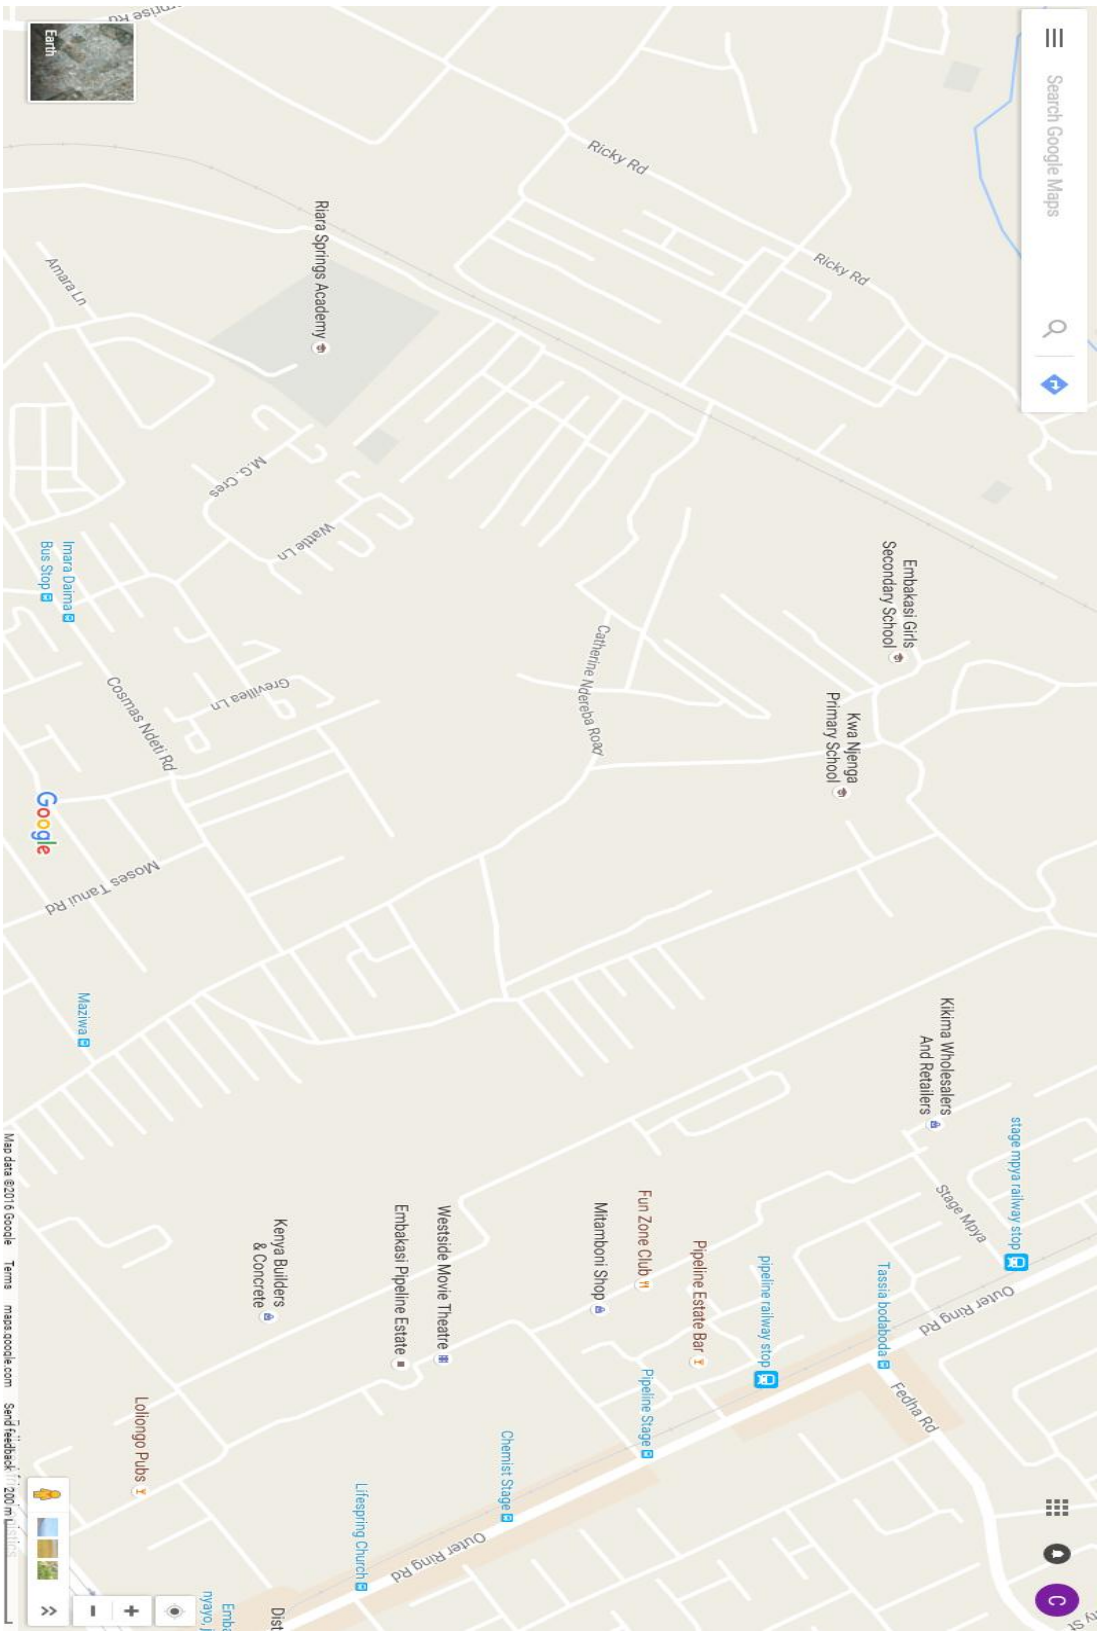 Search Google Maps
C
Ricky Rd
Ricky Rd
Embakasi Girls
Secondary School
Kwa Njenga
Primary School
Kikima Wholesalers
And Retailers
stage mpya railway stop
Stage Mpya
Outer Ring Rd
Tassia bodaboda
Fedha Rd
pipeline railway stop
Pipeline Estate Bar
Fun Zone Club
Mitamboni Shop
Pipeline Stage
Catherine Ndereba Road
Westside Movie Theatre
Embakasi Pipeline Estate
Chemist Stage
Outer Ring Rd
Lifespring Church
Riara Springs Academy
M.G. Cres
Wattle Ln
Grevillea Ln
Kenya Builders
& Concrete
Dist
Emba
nyayo, j
Amara Ln
Cosmas Ndeti Rd
Moses Tanui Rd
Loliongo Pubs
Imara Daima
Bus Stop
Maziwa
Earth
Google
Map data ©2016 Google Terms maps.google.com Send feedback 200 m